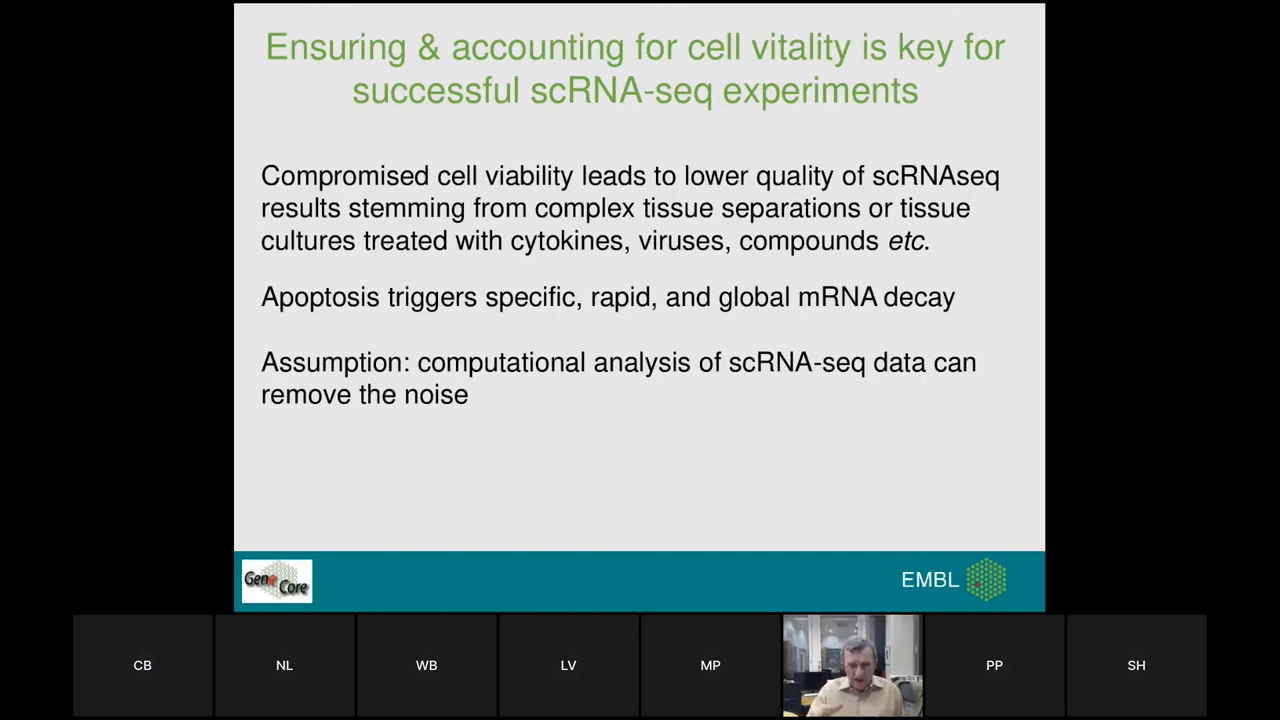 Ensuring & accounting for cell vitality is key for
successful scRNA-seq experiments
Compromised cell viability leads to lower quality of scRNAseq
results stemming from complex tissue separations or tissue
cultures treated with cytokines, viruses, compounds etc.
Apoptosis triggers specific, rapid, and global mRNA decay
Assumption: computational analysis of scRNA-seq data can
remove the noise
Gene Core
EMBL
CB
NL
WB
LV
MP
PP
SH